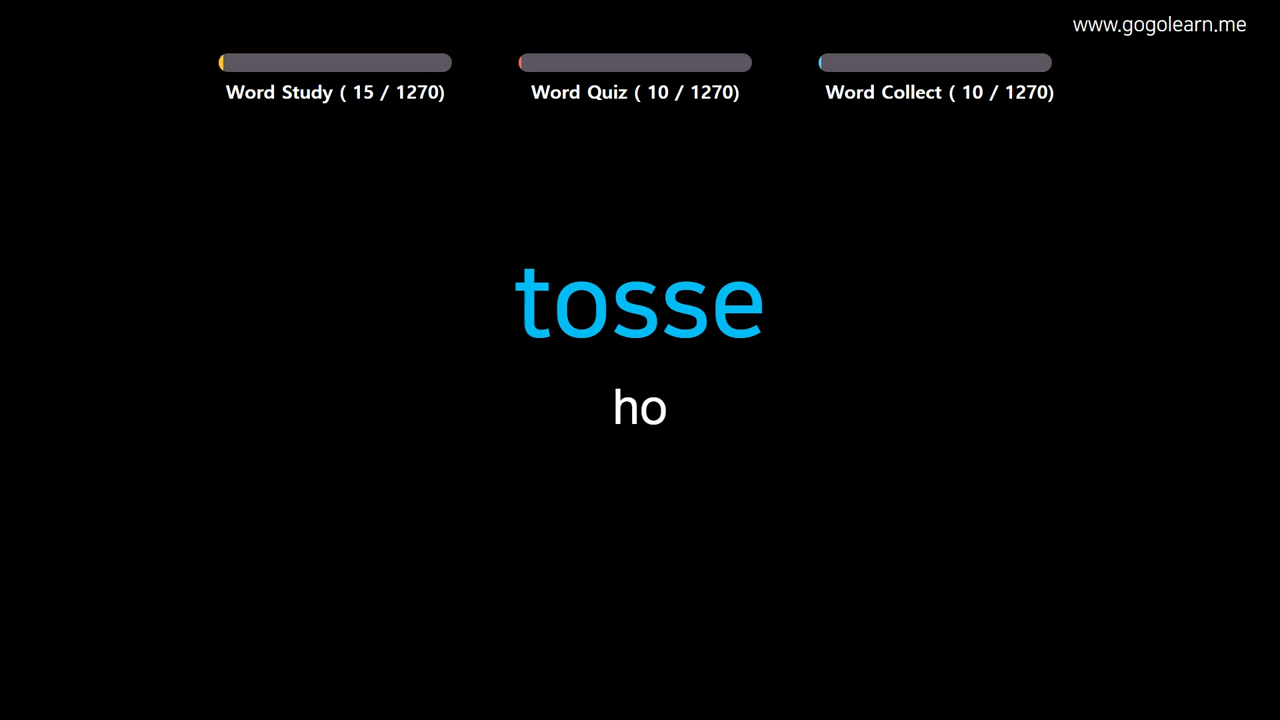 www.gogolearn.me
Word Study ( 15 / 1270)
Word Quiz ( 10 / 1270)
Word Collect ( 10 / 1270)
tosse
ho